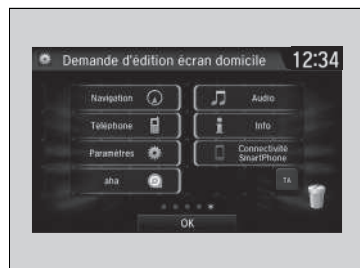 Demande d'édition écran domicile 12:34
Navigation
Audio
Téléphone
Info
Paramètres
Connectivité
SmartPhone
aha
TA
OK